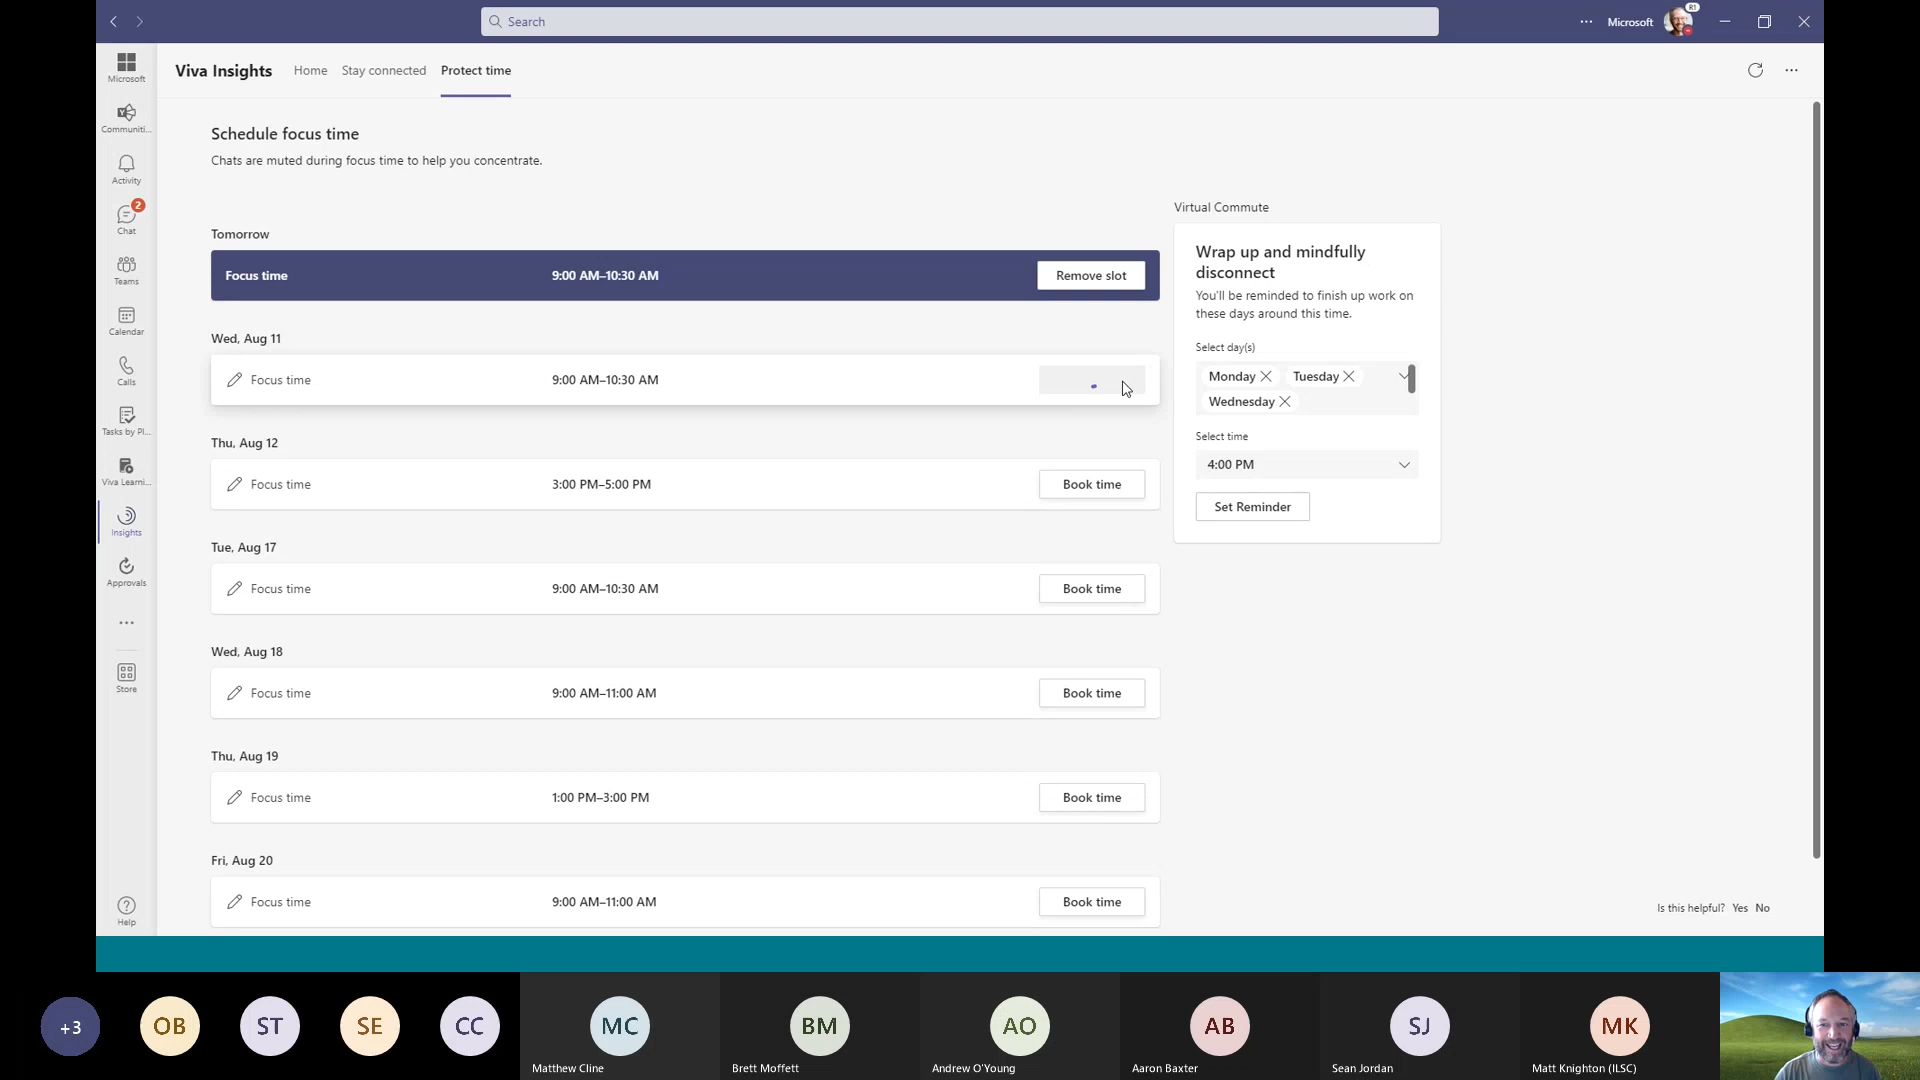 Search
Microsoft
R1
Microsoft
Communiti...
Activity
2
Chat
Teams
Calendar
Calls
Tasks by Pl...
Viva Learni...
Insights
Approvals
Store
Help
Viva Insights
Home
Stay connected
Protect time
Schedule focus time
Chats are muted during focus time to help you concentrate.
Tomorrow
Focus time 9:00 AM–10:30 AM Remove slot
Wed, Aug 11
Focus time 9:00 AM–10:30 AM
Thu, Aug 12
Focus time 3:00 PM–5:00 PM Book time
Tue, Aug 17
Focus time 9:00 AM–10:30 AM Book time
Wed, Aug 18
Focus time 9:00 AM–11:00 AM Book time
Thu, Aug 19
Focus time 1:00 PM–3:00 PM Book time
Fri, Aug 20
Focus time 9:00 AM–11:00 AM Book time
Virtual Commute
Wrap up and mindfully
disconnect
You'll be reminded to finish up work on
these days around this time.
Select day(s)
Monday Tuesday
Wednesday
Select time
4:00 PM
Set Reminder
Is this helpful? Yes No
+3
OB
ST
SE
CC
MC
Matthew Cline
BM
Brett Moffett
AO
Andrew O'Young
AB
Aaron Baxter
SJ
Sean Jordan
MK
Matt Knighton (ILSC)